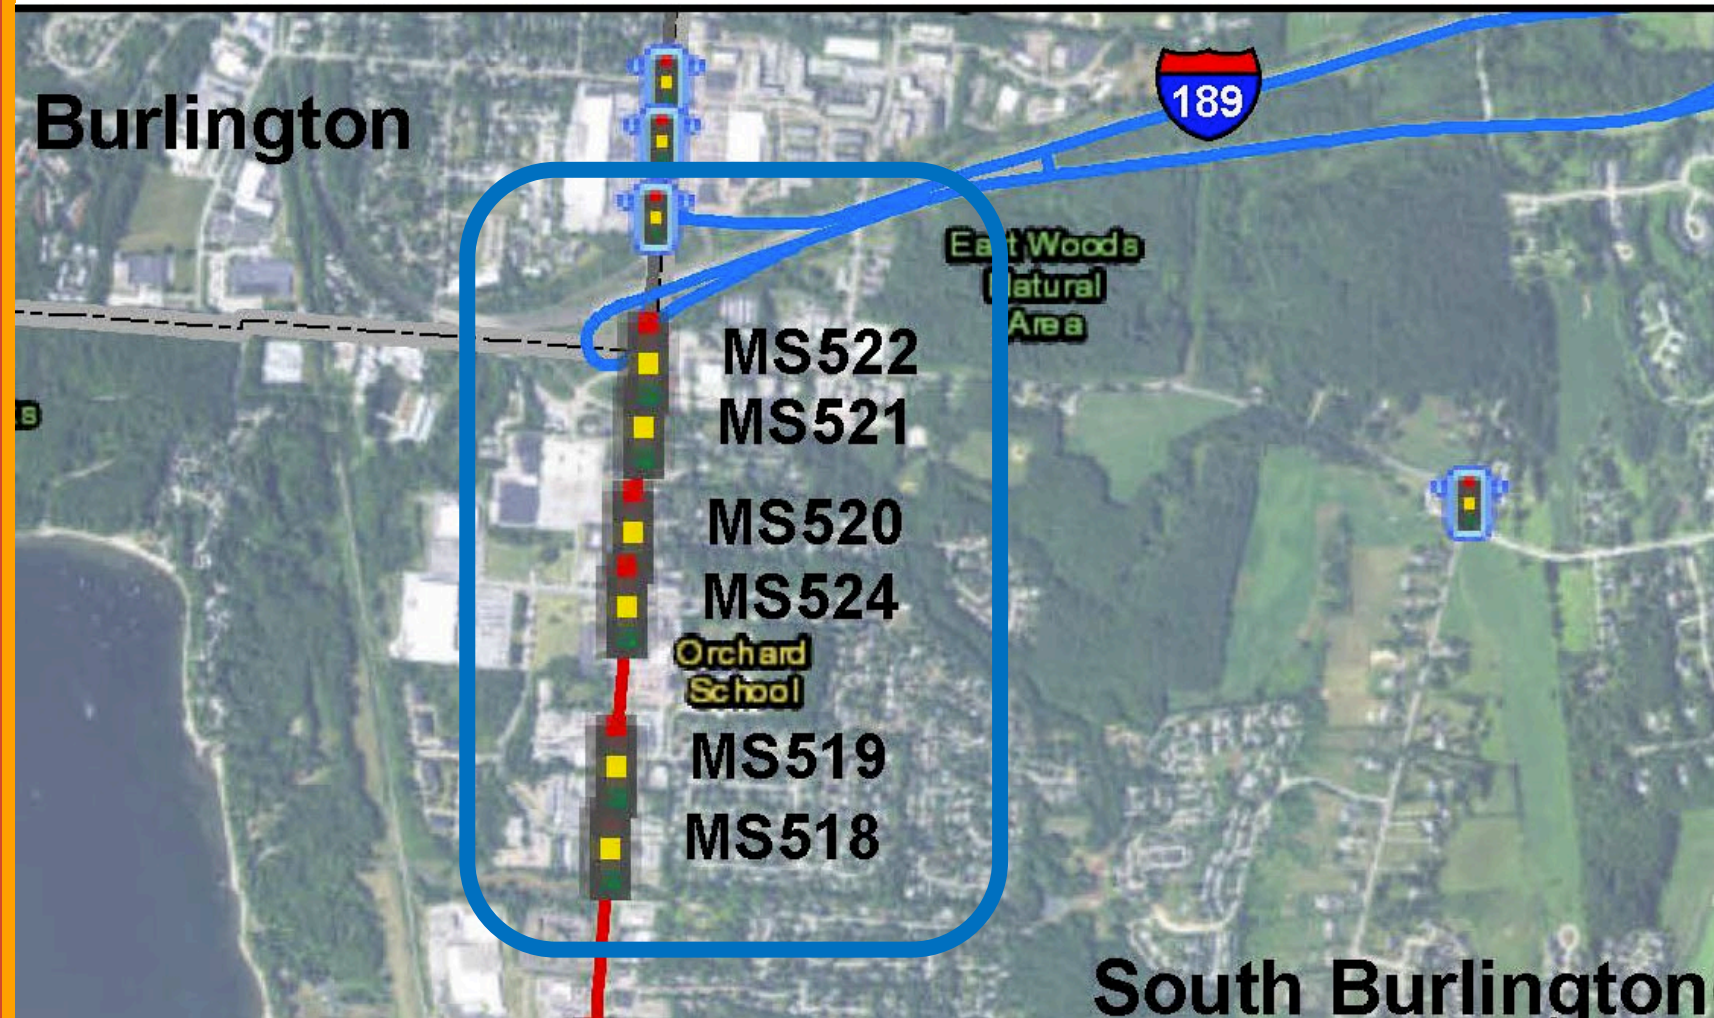 Burlington
189
East Woods
Natural
Area
MS522
MS521
MS520
MS524
Orchard
School
MS519
MS518
South Burlington